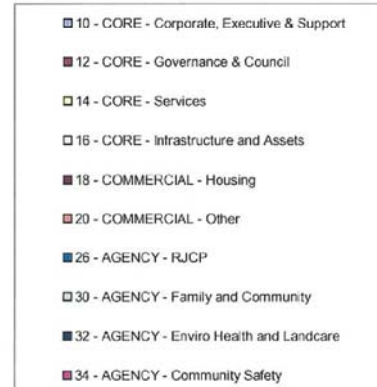 10 - CORE - Corporate, Executive & Support
12 - CORE - Governance & Council
14 - CORE - Services
16 - CORE - Infrastructure and Assets
18 - COMMERCIAL - Housing
20 - COMMERCIAL - Other
26 - AGENCY - RJCP
30 - AGENCY - Family and Community
32 - AGENCY - Enviro Health and Landcare
34 - AGENCY - Community Safety